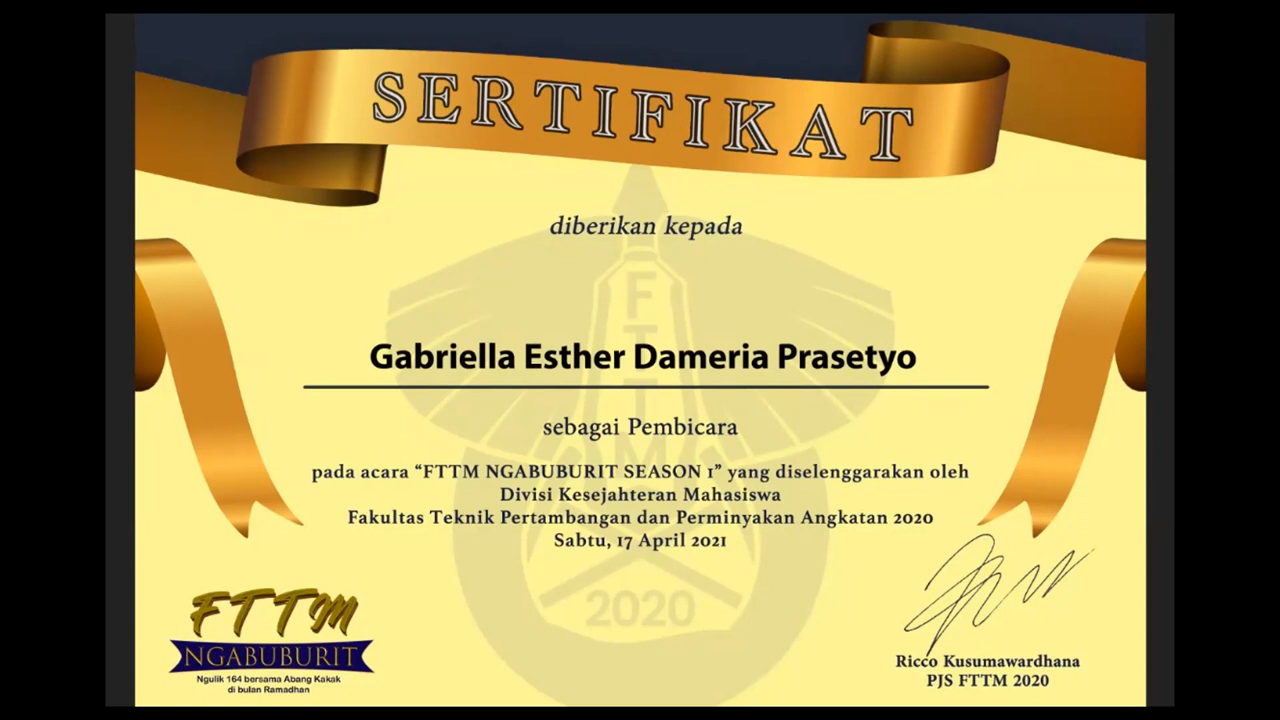 SERTIFIKAT
diberikan kepada
Gabriella Esther Dameria Prasetyo
sebagai Pembicara
pada acara “FTTM NGABUBURIT SEASON 1” yang diselenggarakan oleh
Divisi Kesejahteran Mahasiswa
Fakultas Teknik Pertambangan dan Perminyakan Angkatan 2020
Sabtu, 17 April 2021
FTTM
2020
FTTM
NGABUBURIT
Ngulik 164 bersama Abang Kakak
di bulan Ramadhan
Ricco Kusumawardhana
PJS FTTM 2020